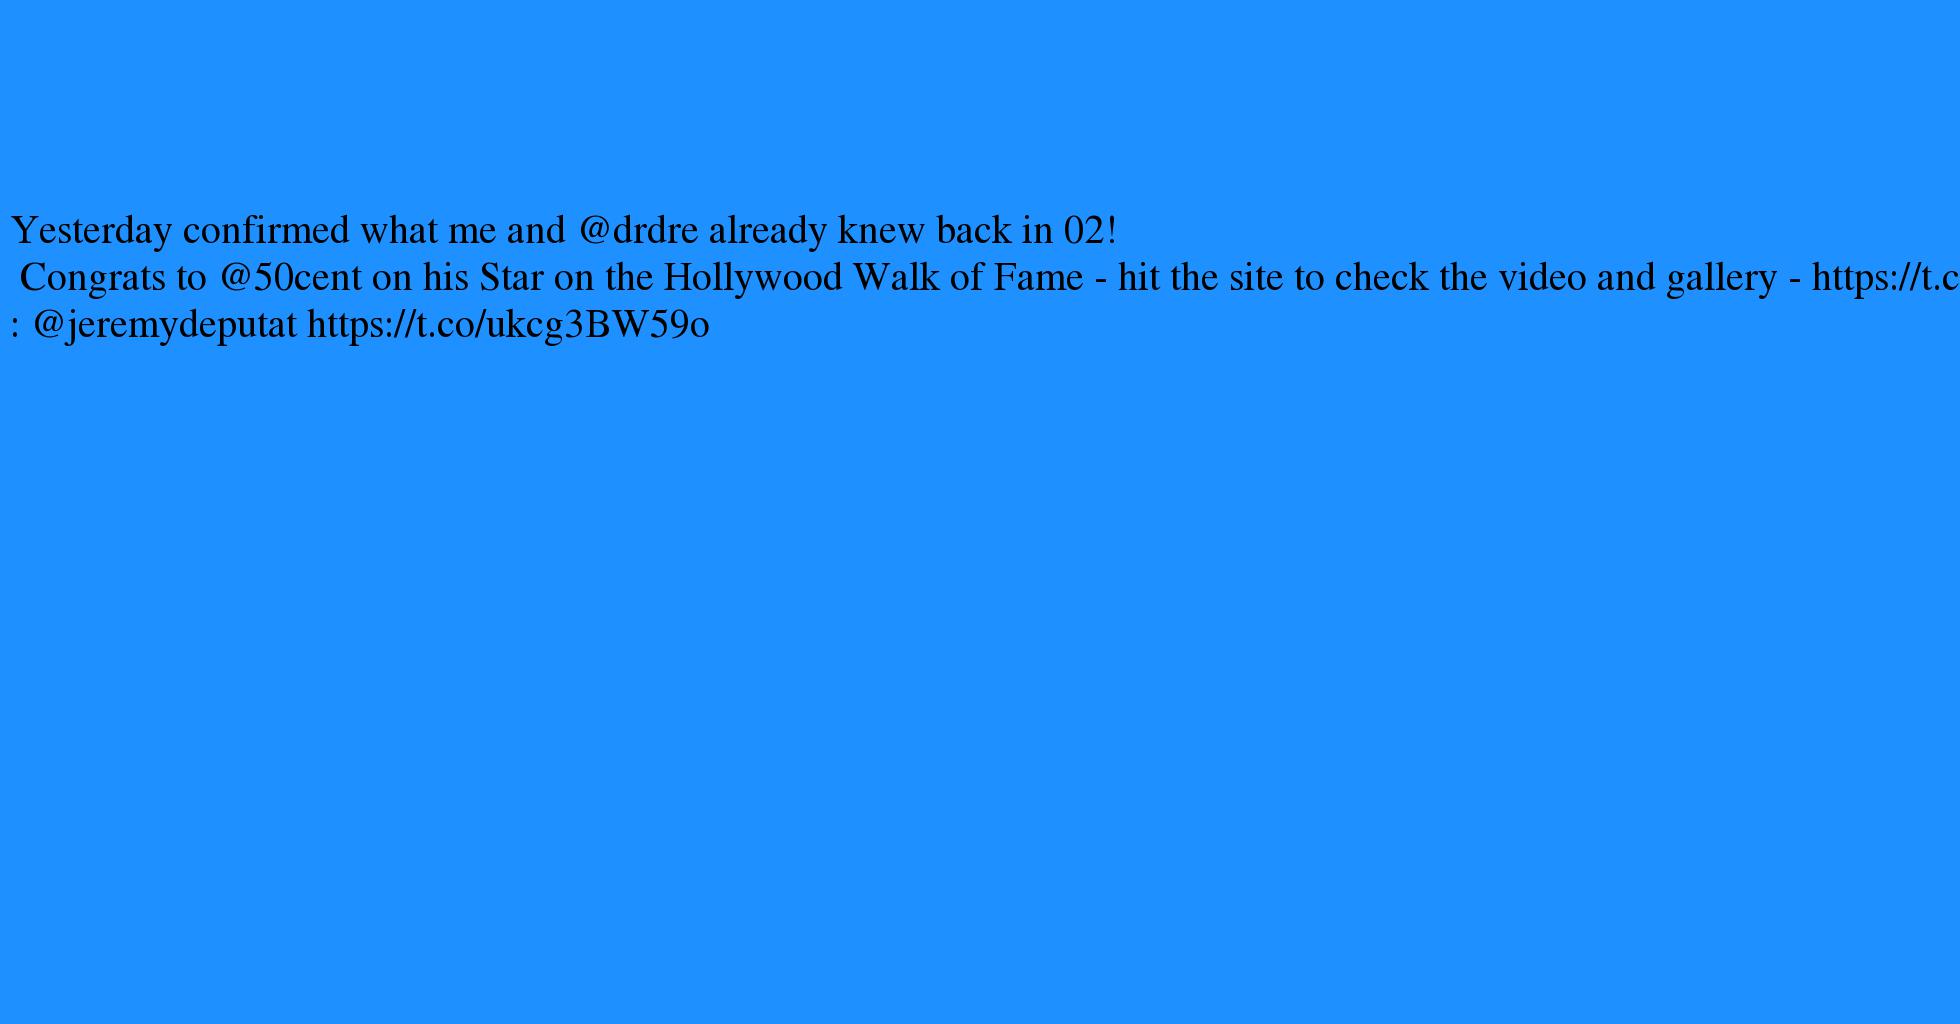 Yesterday confirmed what me and @drdre already knew back in 02!
Congrats to @50cent on his Star on the Hollywood Walk of Fame - hit the site to check the video and gallery - https://t.c
: @jeremydeputat https://t.co/ukcg3BW59o